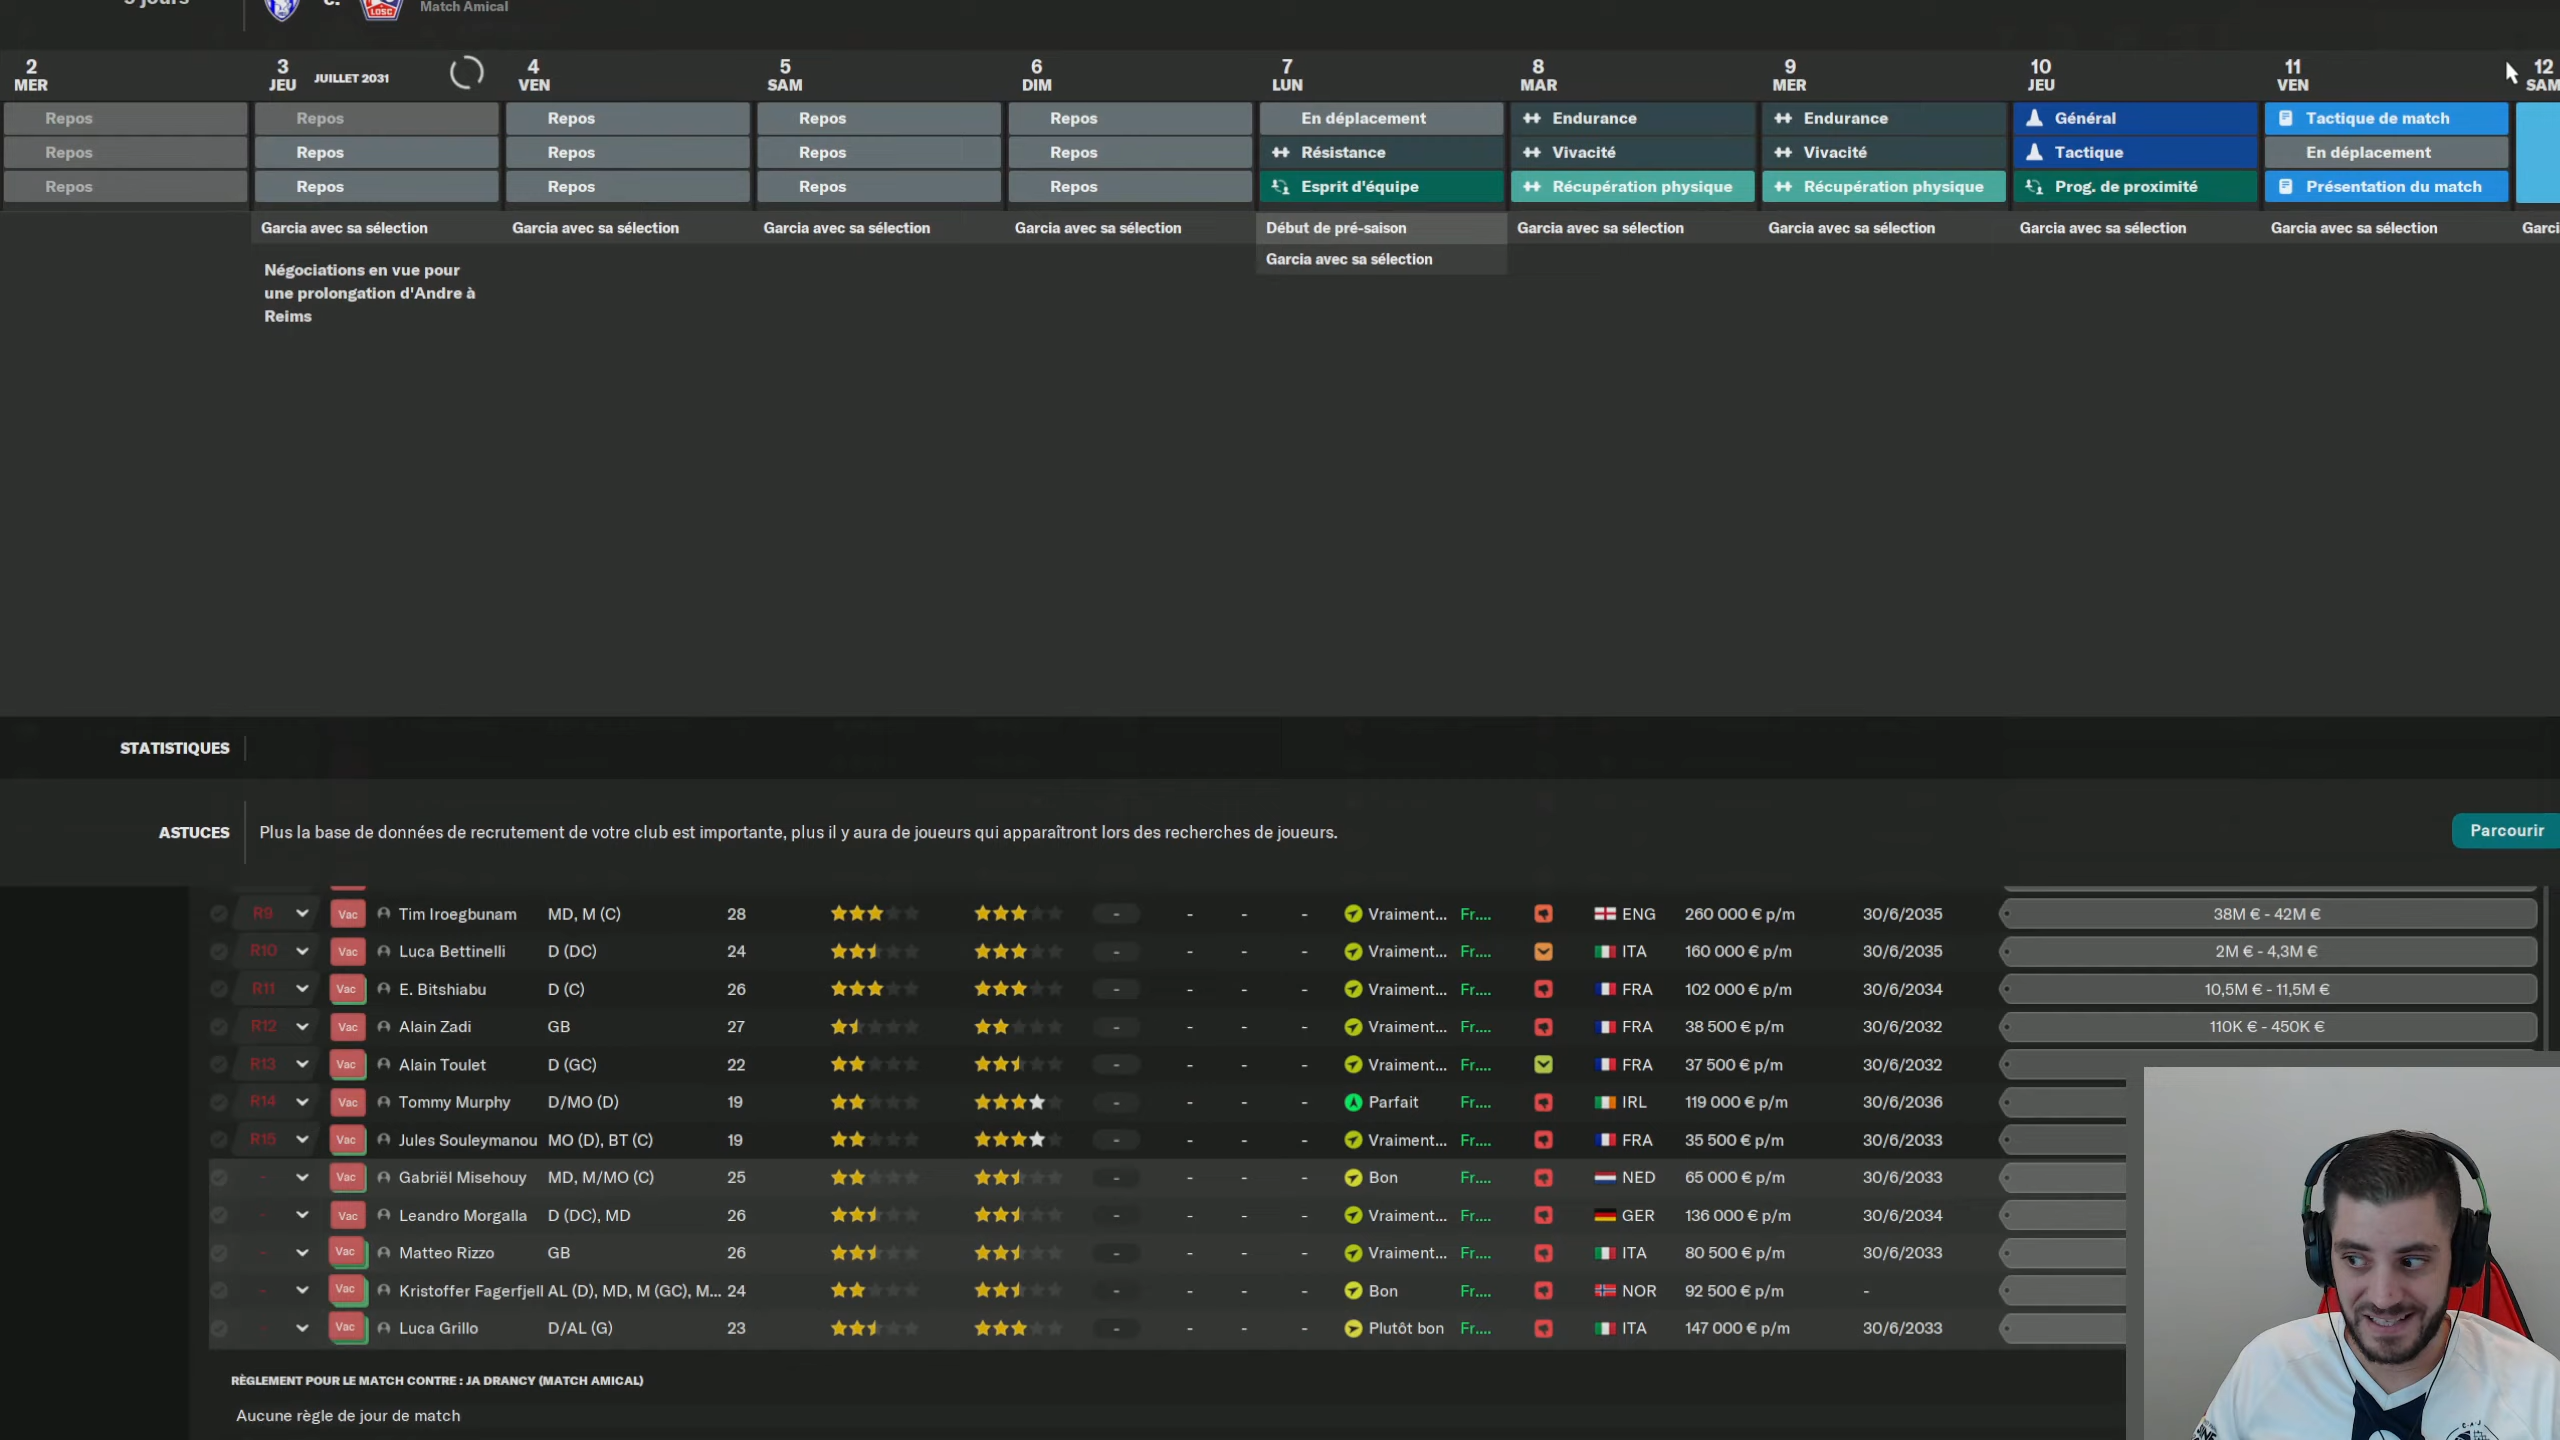 5 jours
c.
LOSC
Match Amical
2 MER
3 JEU JUILLET 2031
4 VEN
5 SAM
6 DIM
7 LUN
8 MAR
9 MER
10 JEU
11 VEN
12 SAM
Repos Repos Repos Repos Repos En déplacement Endurance Endurance Général Tactique de match
Repos Repos Repos Repos Repos Résistance Vivacité Vivacité Tactique En déplacement
Repos Repos Repos Repos Repos Esprit d'équipe Récupération physique Récupération physique Prog. de proximité Présentation du match
Garcia avec sa sélection Garcia avec sa sélection Garcia avec sa sélection Garcia avec sa sélection Début de pré-saison Garcia avec sa sélection Garcia avec sa sélection Garcia avec sa sélection Garcia avec sa sélection Garci
Garcia avec sa sélection
Négociations en vue pour
une prolongation d'Andre à
Reims
STATISTIQUES
ASTUCES Plus la base de données de recrutement de votre club est importante, plus il y aura de joueurs qui apparaîtront lors des recherches de joueurs. Parcourir
R9 Vac Tim Iroegbunam MD, M (C) 28 - - - - Vraiment... Fr.... ENG 260 000 € p/m 30/6/2035 38M € - 42M €
R10 Vac Luca Bettinelli D (DC) 24 - - - - Vraiment... Fr.... ITA 160 000 € p/m 30/6/2035 2M € - 4,3M €
R11 Vac E. Bitshiabu D (C) 26 - - - - Vraiment... Fr.... FRA 102 000 € p/m 30/6/2034 10,5M € - 11,5M €
R12 Vac Alain Zadi GB 27 - - - - Vraiment... Fr.... FRA 38 500 € p/m 30/6/2032 110K € - 450K €
R13 Vac Alain Toulet D (GC) 22 - - - - Vraiment... Fr.... FRA 37 500 € p/m 30/6/2032
R14 Vac Tommy Murphy D/MO (D) 19 - - - - Parfait Fr.... IRL 119 000 € p/m 30/6/2036
R15 Vac Jules Souleymanou MO (D), BT (C) 19 - - - - Vraiment... Fr.... FRA 35 500 € p/m 30/6/2033
- Vac Gabriël Misehouy MD, M/MO (C) 25 - - - - Bon Fr.... NED 65 000 € p/m 30/6/2033
- Vac Leandro Morgalla D (DC), MD 26 - - - - Vraiment... Fr.... GER 136 000 € p/m 30/6/2034
- Vac Matteo Rizzo GB 26 - - - - Vraiment... Fr.... ITA 80 500 € p/m 30/6/2033
- Vac Kristoffer Fagerfjell AL (D), MD, M (GC), M... 24 - - - - Bon Fr.... NOR 92 500 € p/m -
- Vac Luca Grillo D/AL (G) 23 - - - - Plutôt bon Fr.... ITA 147 000 € p/m 30/6/2033
RÈGLEMENT POUR LE MATCH CONTRE : JA DRANCY (MATCH AMICAL)
Aucune règle de jour de match